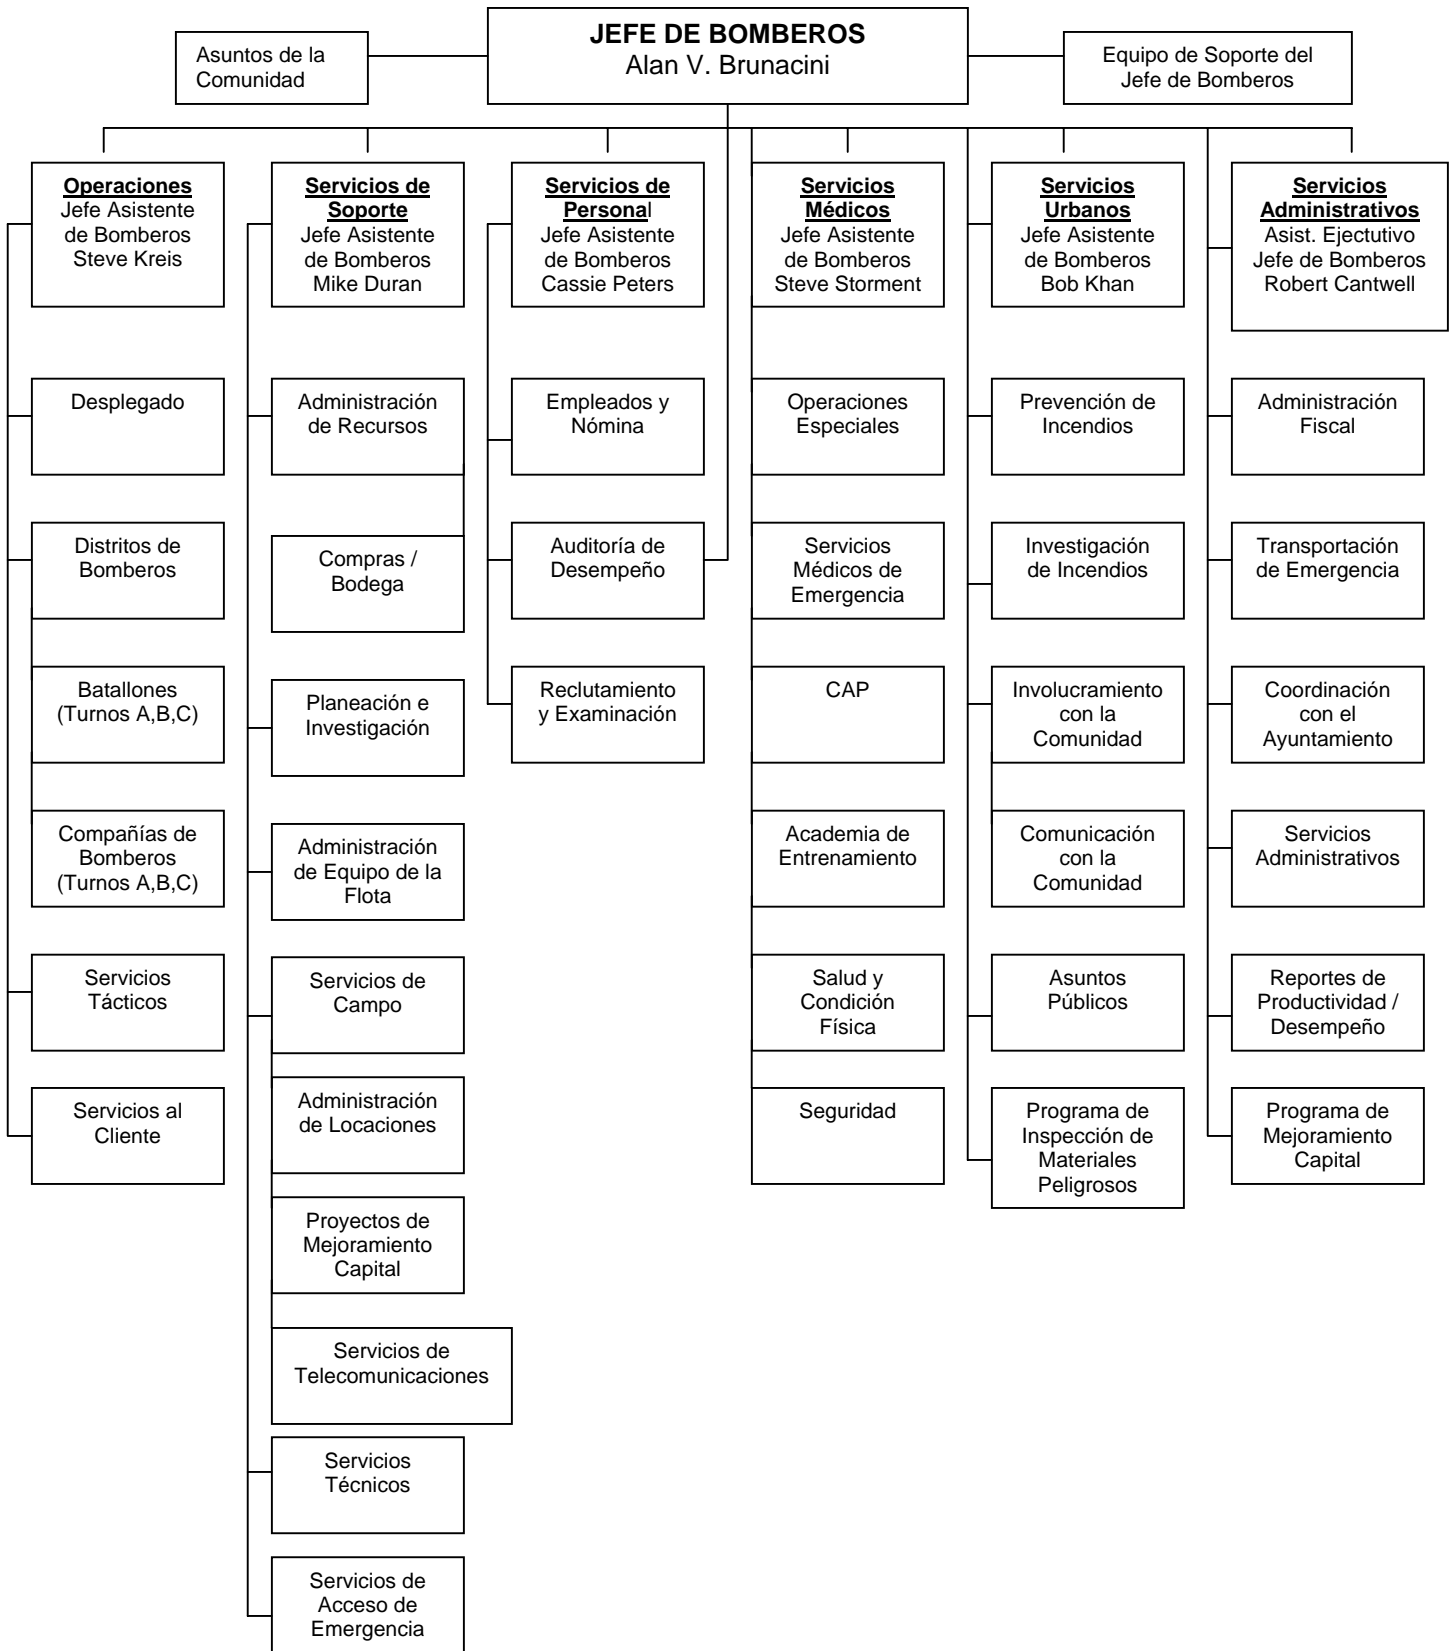 JEFE DE BOMBEROS
Alan V. Brunacini
Asuntos de la
Comunidad
Equipo de Soporte del
Jefe de Bomberos
Operaciones
Jefe Asistente
de Bomberos
Steve Kreis
Desplegado
Distritos de
Bomberos
Batallones
(Turnos A,B,C)
Compañías de
Bomberos
(Turnos A,B,C)
Servicios
Tácticos
Servicios al
Cliente
Servicios de
Soporte
Jefe Asistente
de Bomberos
Mike Duran
Administración
de Recursos
Compras /
Bodega
Planeación e
Investigación
Administración
de Equipo de la
Flota
Servicios de
Campo
Administración
de Locaciones
Proyectos de
Mejoramiento
Capital
Servicios de
Telecomunicaciones
Servicios
Técnicos
Servicios de
Acceso de
Emergencia
Servicios de
Personal
Jefe Asistente
de Bomberos
Cassie Peters
Empleados y
Nómina
Auditoría de
Desempeño
Reclutamiento
y Examinación
Servicios
Médicos
Jefe Asistente
de Bomberos
Steve Storment
Operaciones
Especiales
Servicios
Médicos de
Emergencia
CAP
Academia de
Entrenamiento
Salud y
Condición
Física
Seguridad
Servicios
Urbanos
Jefe Asistente
de Bomberos
Bob Khan
Prevención de
Incendios
Investigación
de Incendios
Involucramiento
con la
Comunidad
Comunicación
con la
Comunidad
Asuntos
Públicos
Programa de
Inspección de
Materiales
Peligrosos
Servicios
Administrativos
Asist. Ejectutivo
Jefe de Bomberos
Robert Cantwell
Administración
Fiscal
Transportación
de Emergencia
Coordinación
con el
Ayuntamiento
Servicios
Administrativos
Reportes de
Productividad /
Desempeño
Programa de
Mejoramiento
Capital